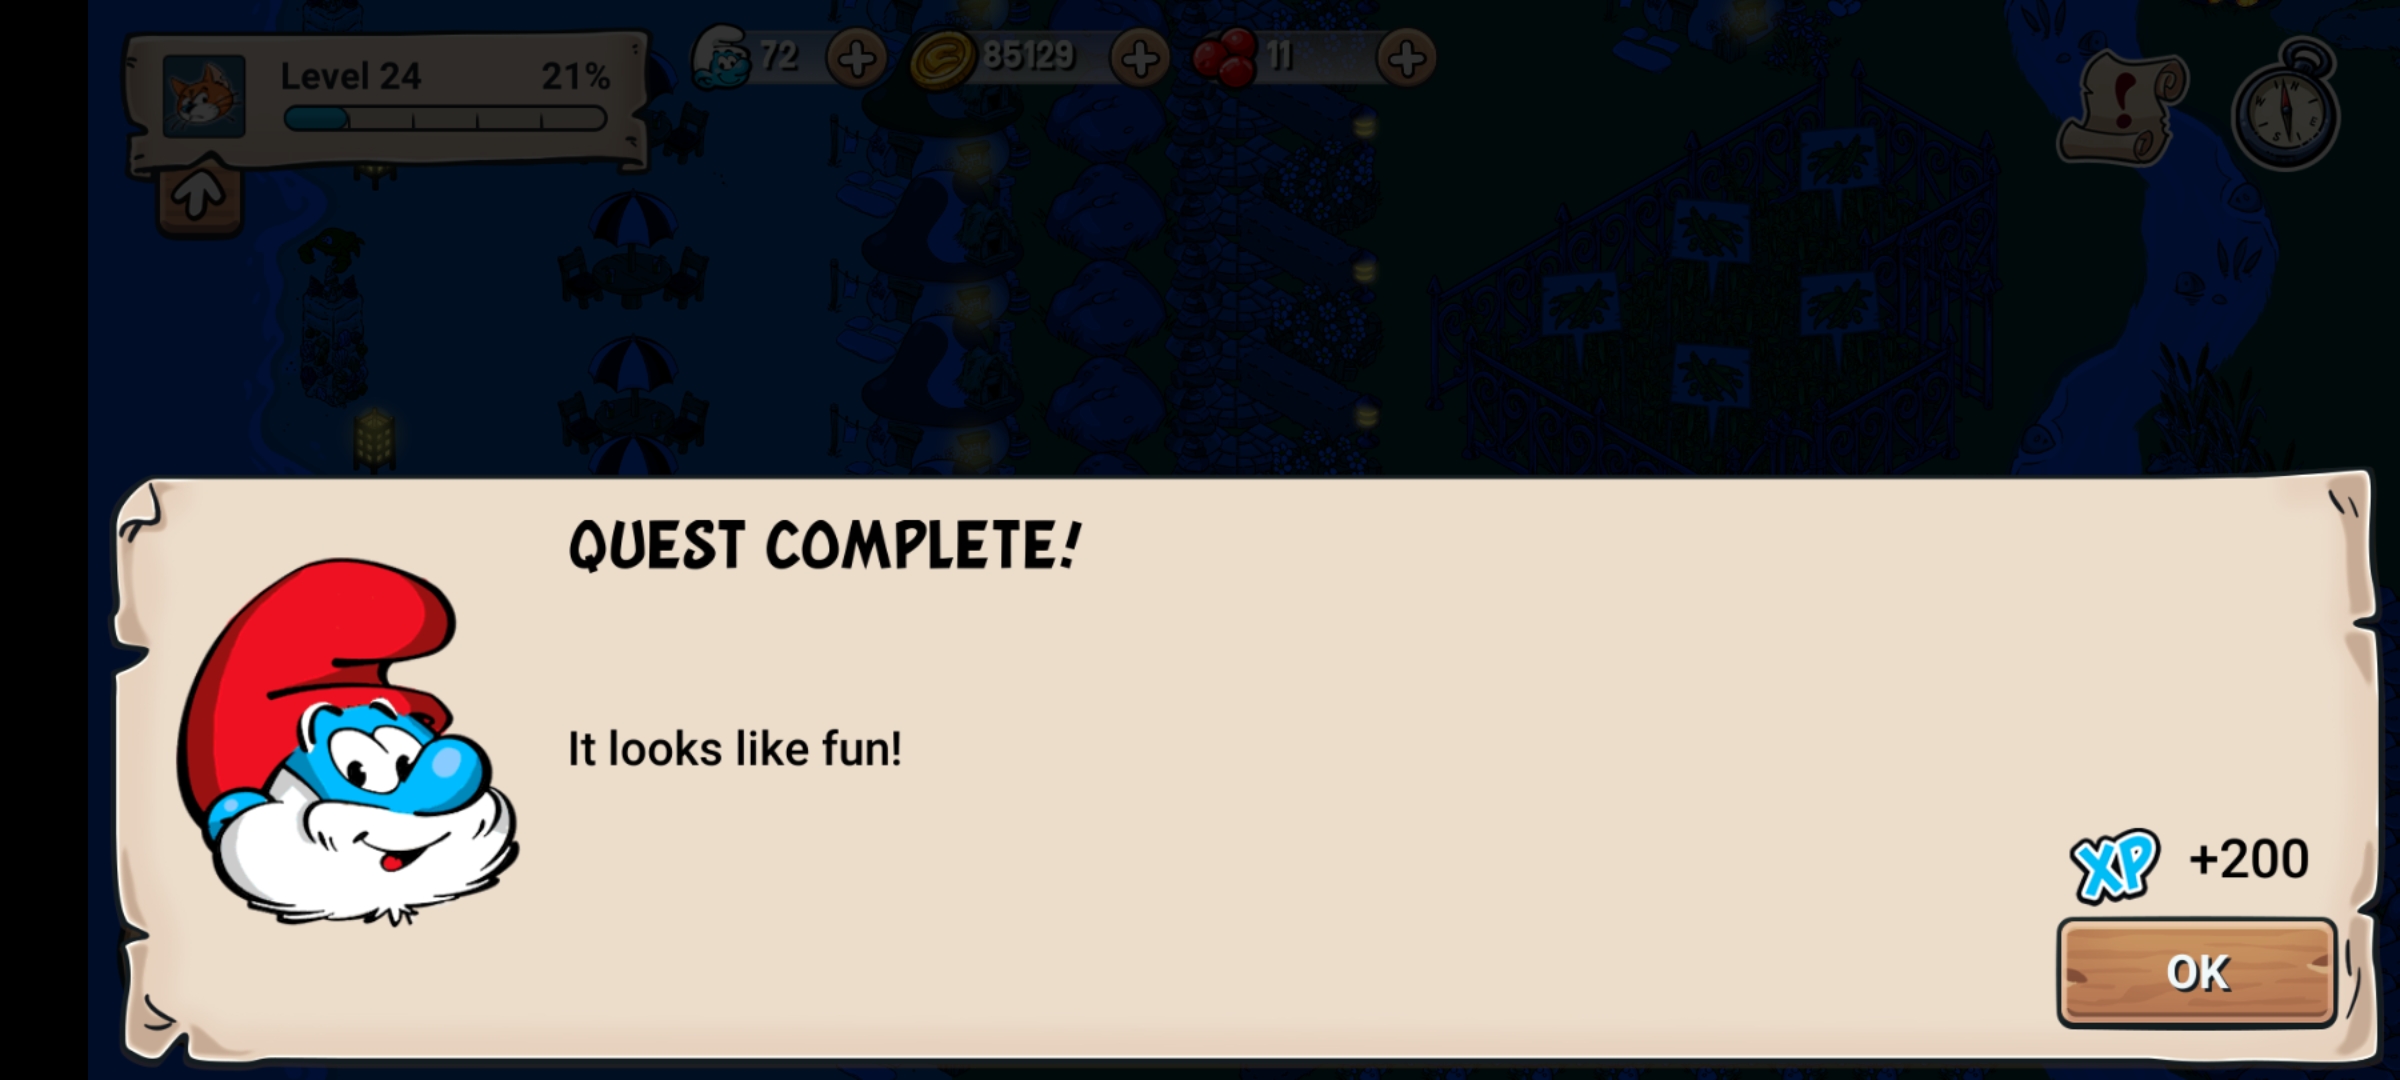 Level 24 21%
72
85129
11
QUEST COMPLETE!
It looks like fun!
XP +200
OK